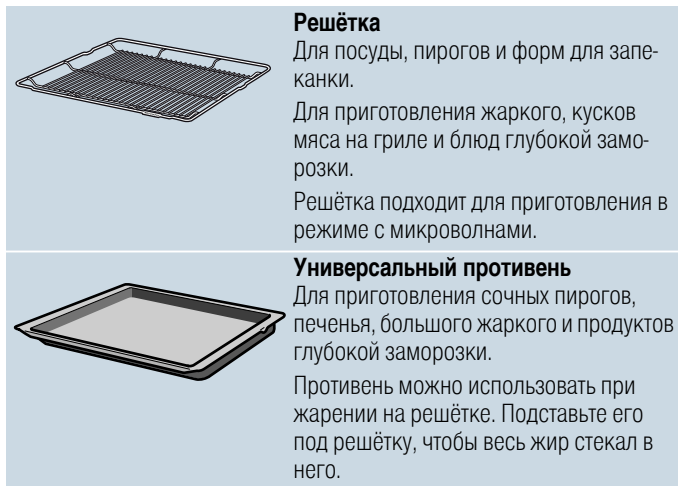 Решётка
Для посуды, пирогов и форм для запе-
канки.
Для приготовления жаркого, кусков
мяса на гриле и блюд глубокой замо-
розки.
Решётка подходит для приготовления в
режиме с микроволнами.
Универсальный противень
Для приготовления сочных пирогов,
печенья, большого жаркого и продуктов
глубокой заморозки.
Противень можно использовать при
жарении на решётке. Подставьте его
под решётку, чтобы весь жир стекал в
него.